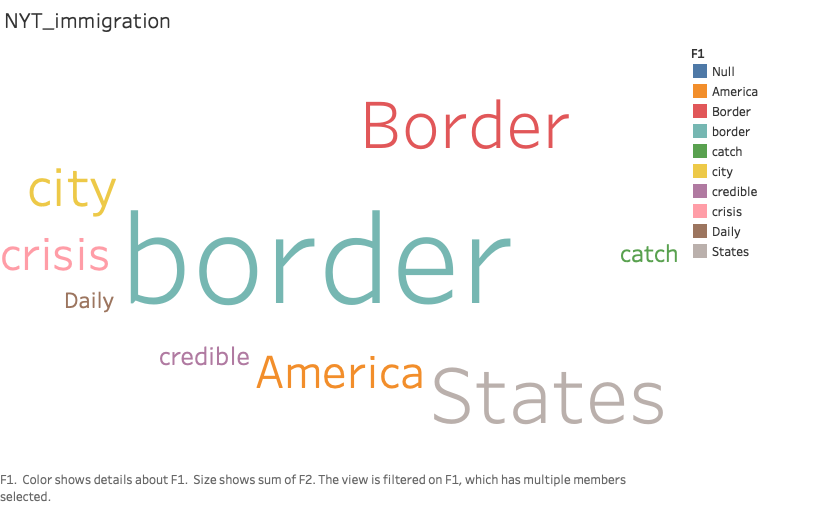 NYT_immigration
F1
Null
America
Border
border
catch
city
credible
crisis
Daily
States
Border
city
border
crisis
catch
Daily
credible
America
States
F1. Color shows details about F1. Size shows sum of F2. The view is filtered on F1, which has multiple members
selected.